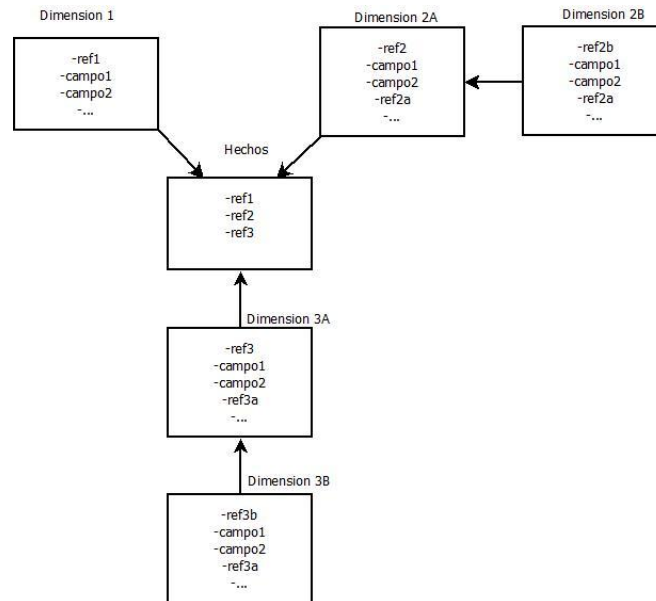 Dimension 1
-ref1
-campo1
-campo2
-...
Dimension 2A
-ref2
-campo1
-campo2
-ref2a
-...
Dimension 2B
-ref2b
-campo1
-campo2
-ref2a
-...
Hechos
-ref1
-ref2
-ref3
Dimension 3A
-ref3
-campo1
-campo2
-ref3a
-...
Dimension 3B
-ref3b
-campo1
-campo2
-ref3a
-...